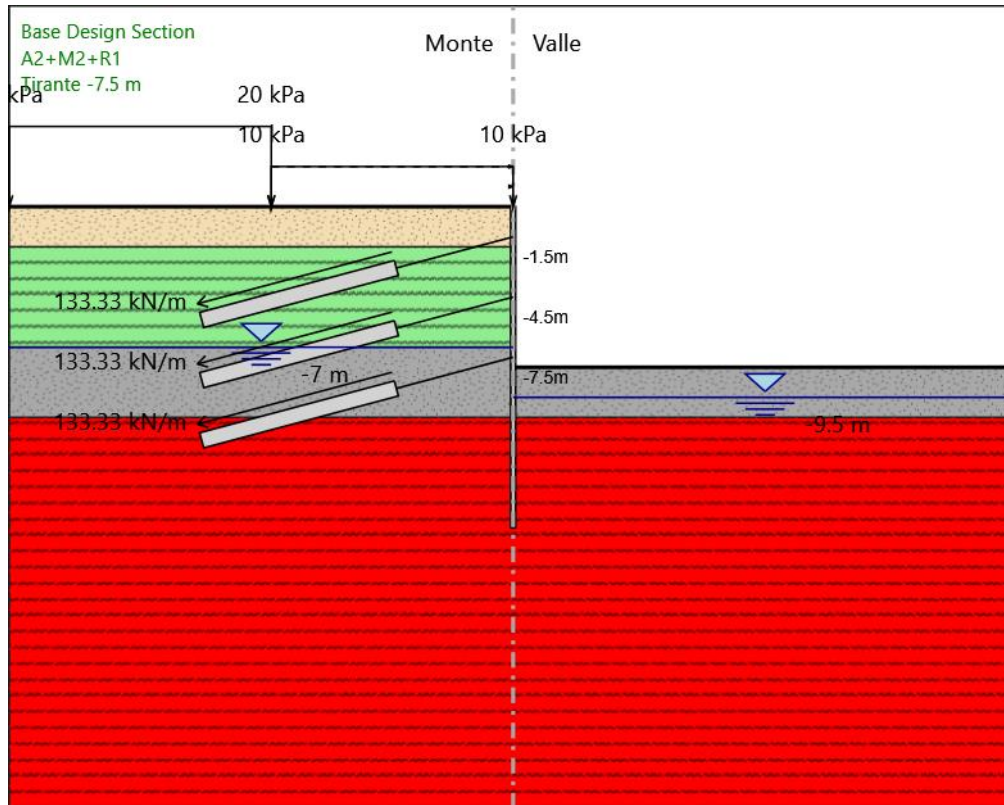 Base Design Section
Monte Valle
A2+M2+R1
Tirante -7.5 m
kPa 20 kPa
10 kPa 10 kPa
-1.5m
133.33 kN/m
-4.5m
133.33 kN/m -7 m -7.5m
133.33 kN/m -9.5 m